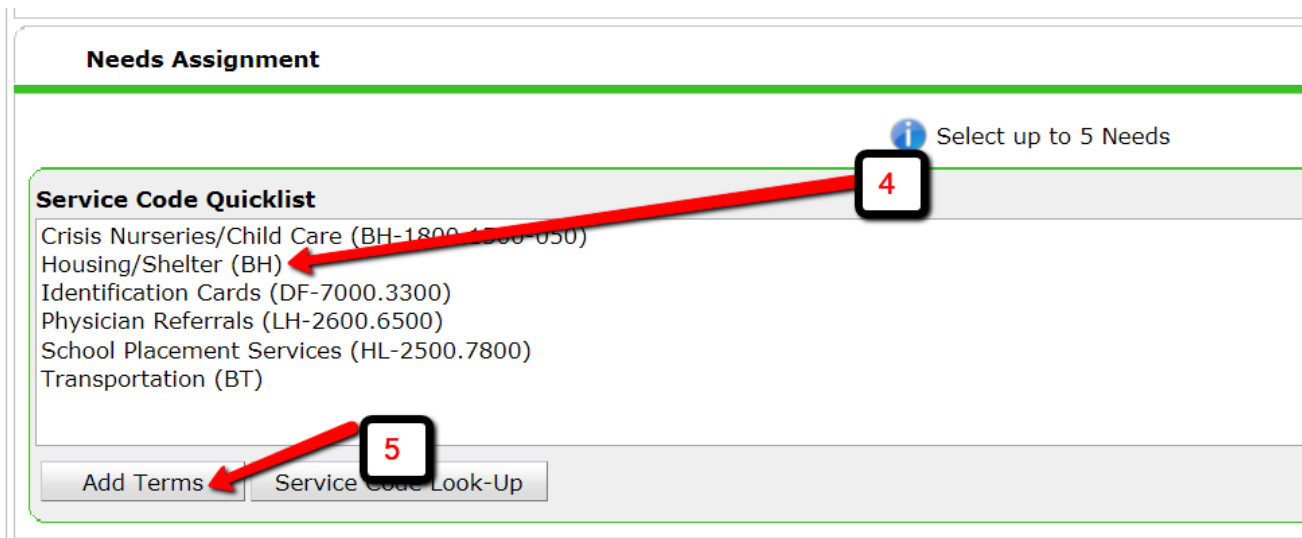 Needs Assignment
Select up to 5 Needs
4
Service Code Quicklist
Crisis Nurseries/Child Care (BH-1800.1500-050)
Housing/Shelter (BH)
Identification Cards (DF-7000.3300)
Physician Referrals (LH-2600.6500)
School Placement Services (HL-2500.7800)
Transportation (BT)
5
Add Terms Service Code Look-Up